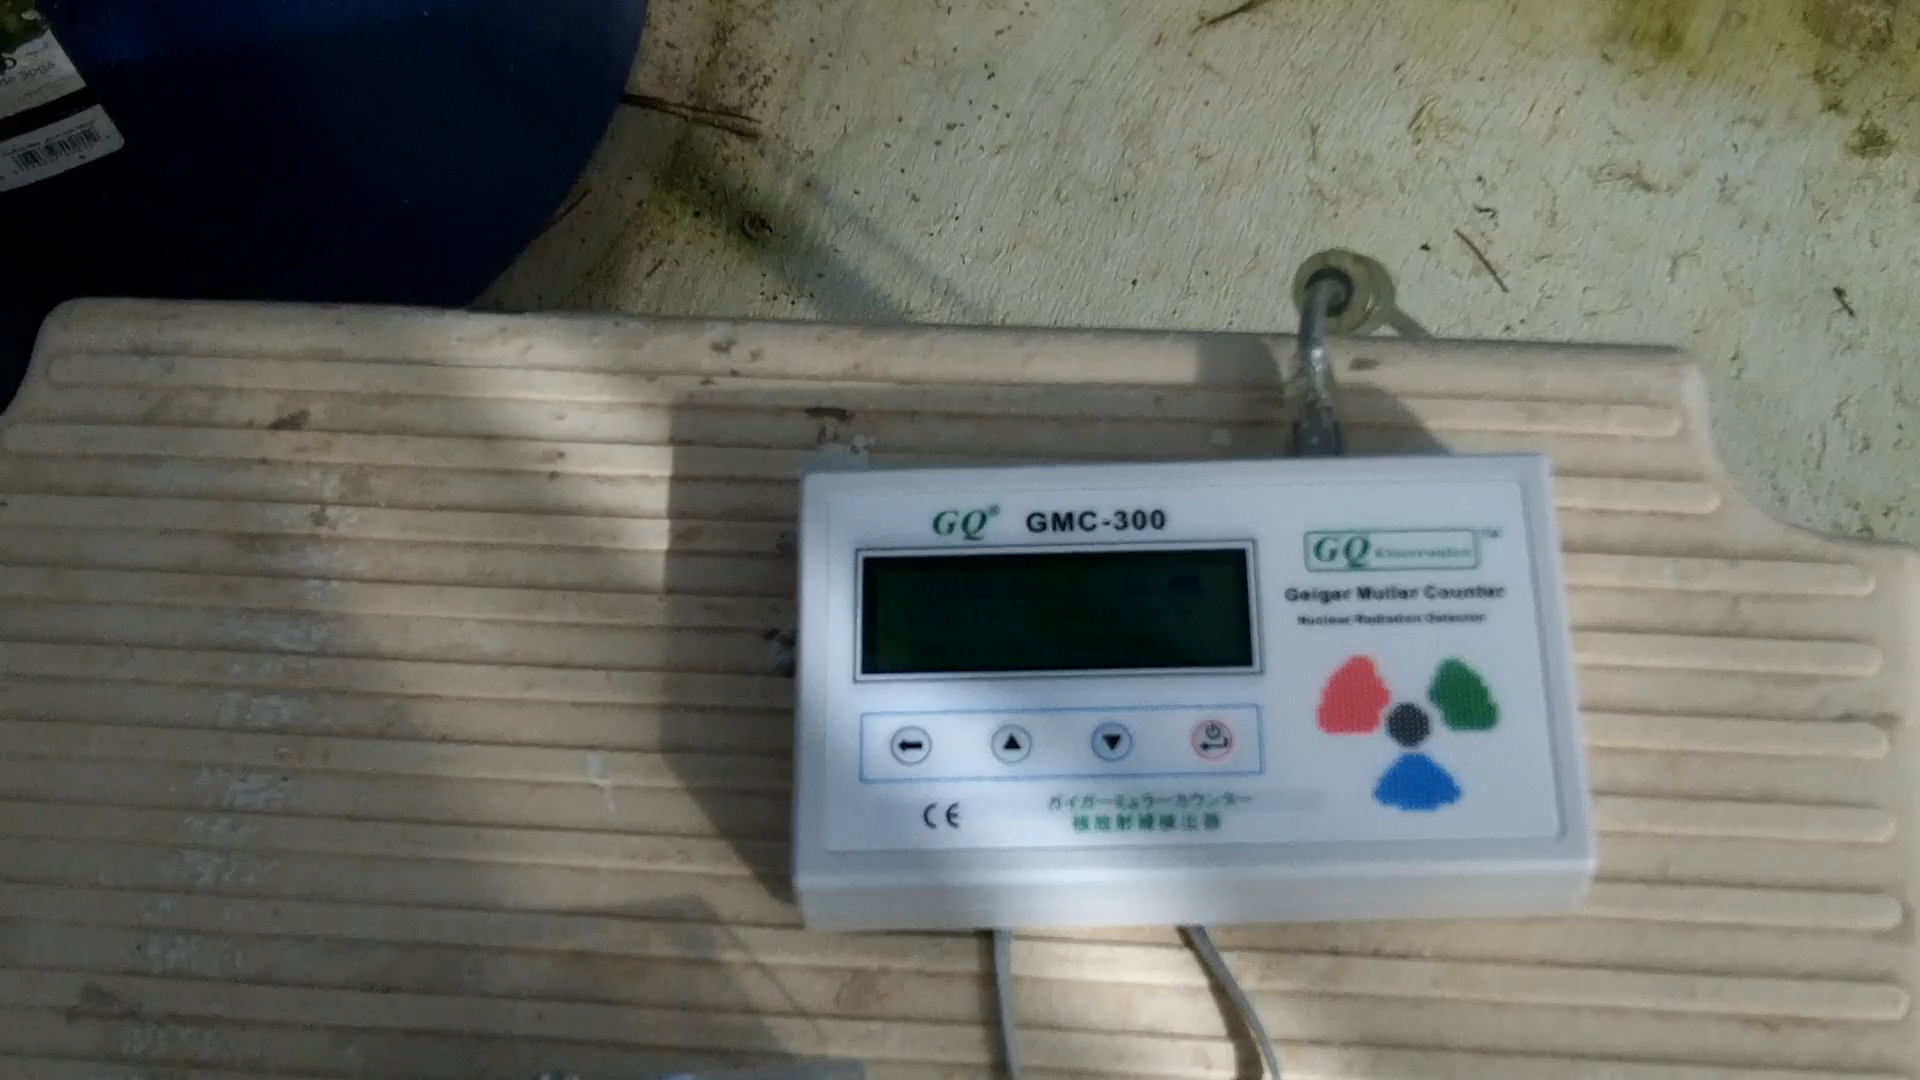 GQ® GMC-300
GQ Electronics™
Geiger Muller Counter
Nuclear Radiation Detector
CE
ガイガーミュラーカウンター
核放射線検出器